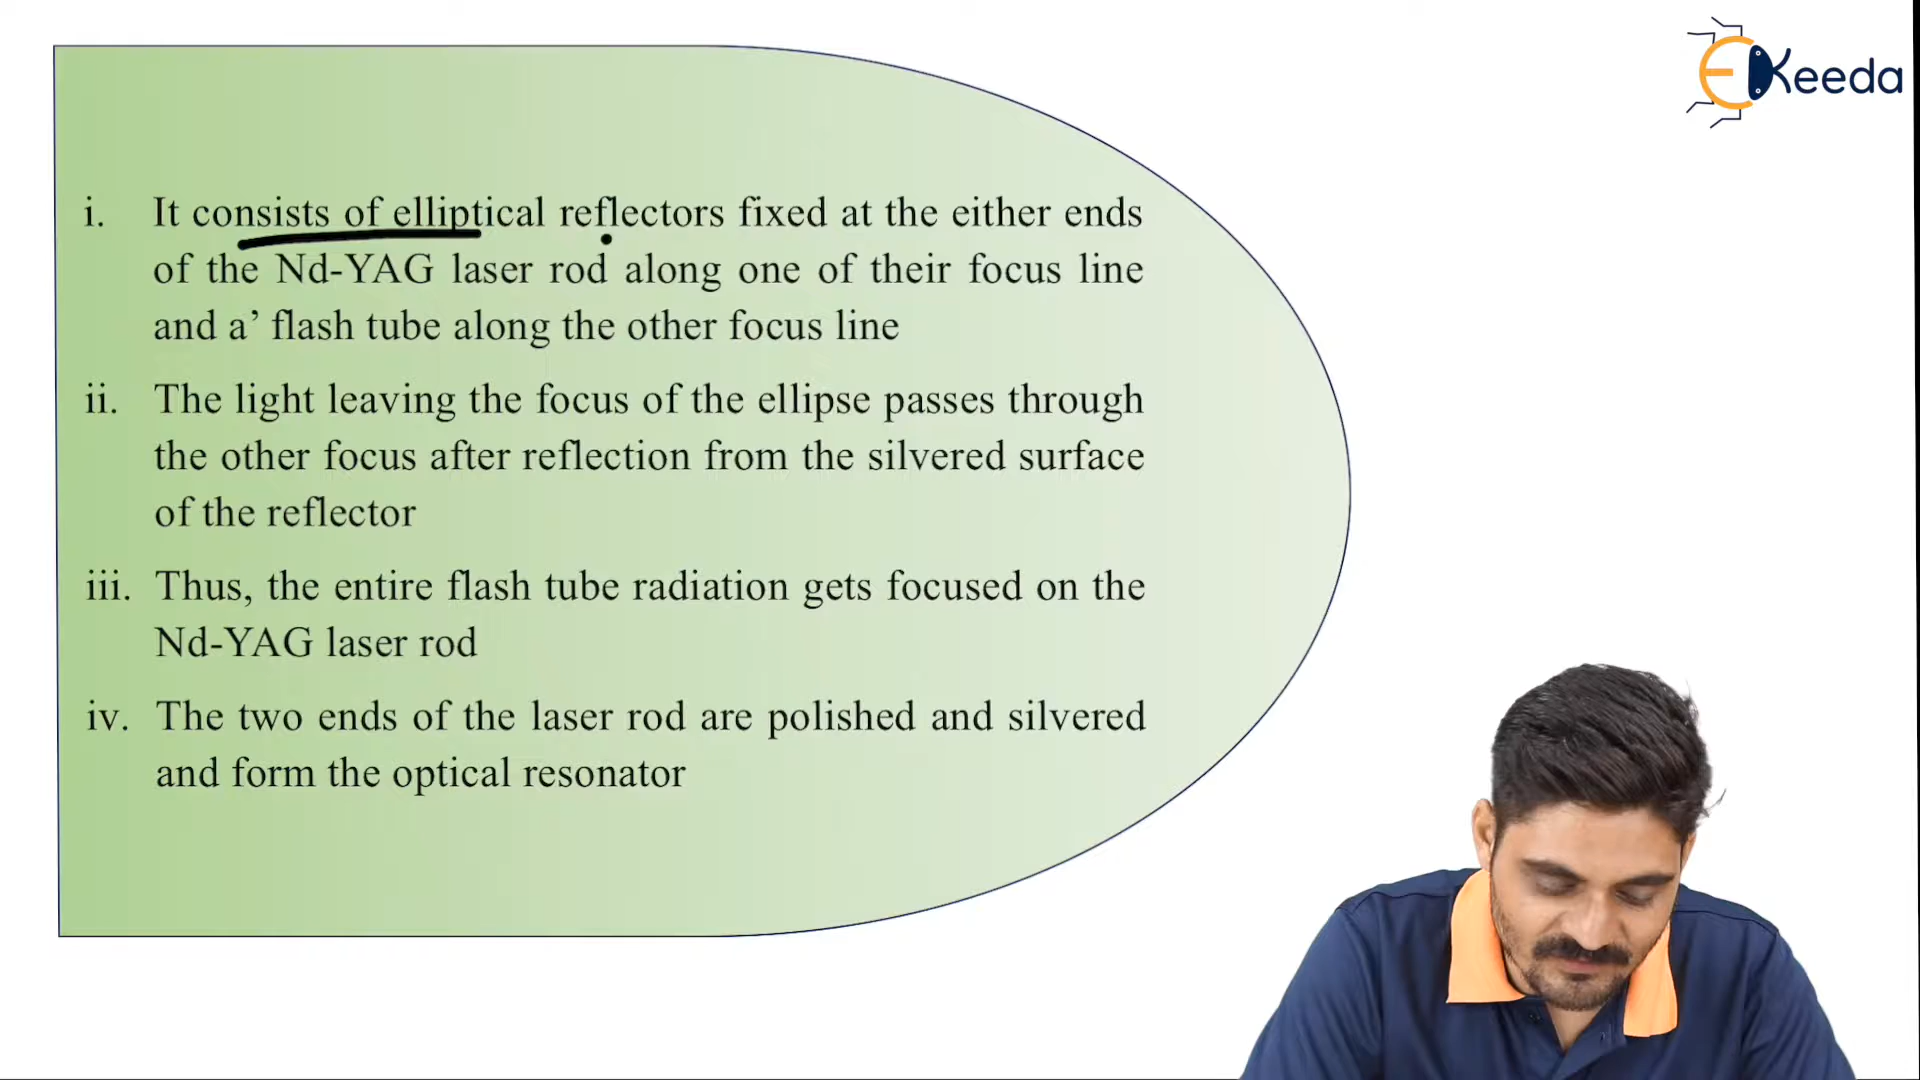 EKeeda
i. It consists of elliptical reflectors fixed at the either ends
of the Nd-YAG laser rod along one of their focus line
and a’ flash tube along the other focus line
ii. The light leaving the focus of the ellipse passes through
the other focus after reflection from the silvered surface
of the reflector
iii. Thus, the entire flash tube radiation gets focused on the
Nd-YAG laser rod
iv. The two ends of the laser rod are polished and silvered
and form the optical resonator